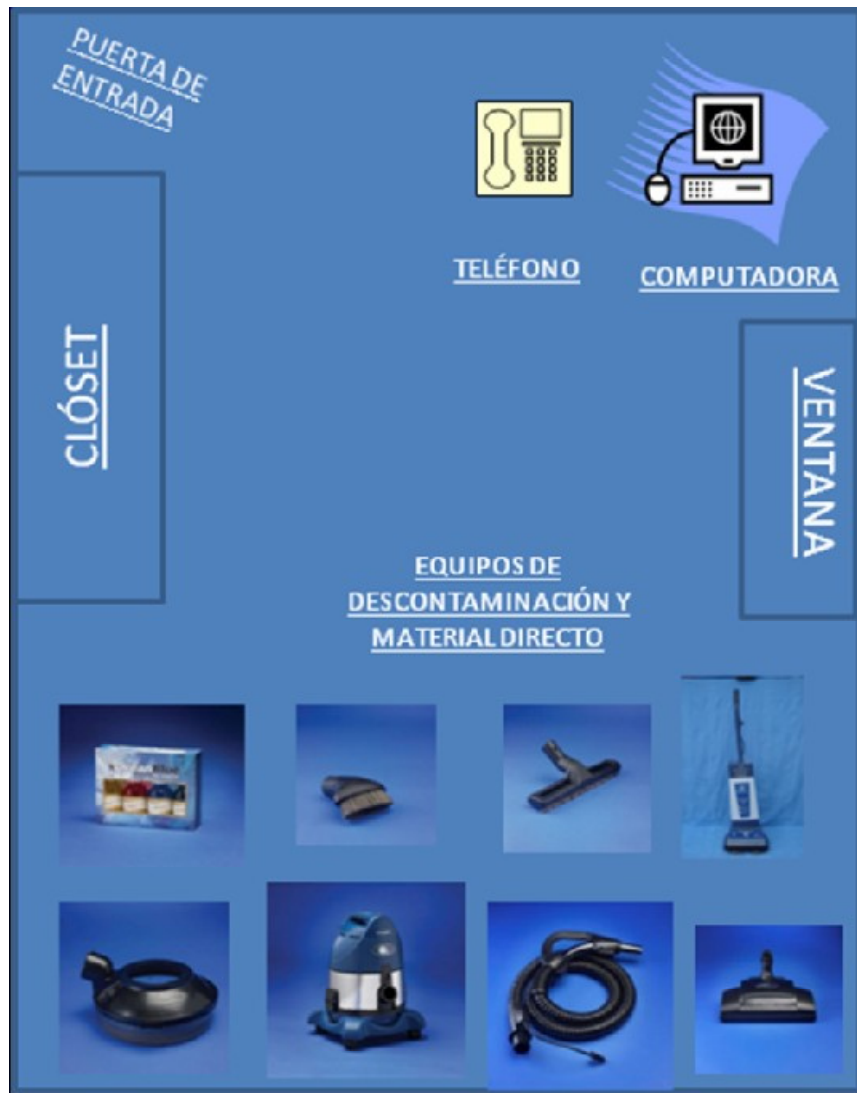 PUERTA DE
ENTRADA
TELÉFONO
COMPUTADORA
CLÓSET
VENTANA
EQUIPOS DE
DESCONTAMINACIÓN Y
MATERIAL DIRECTO